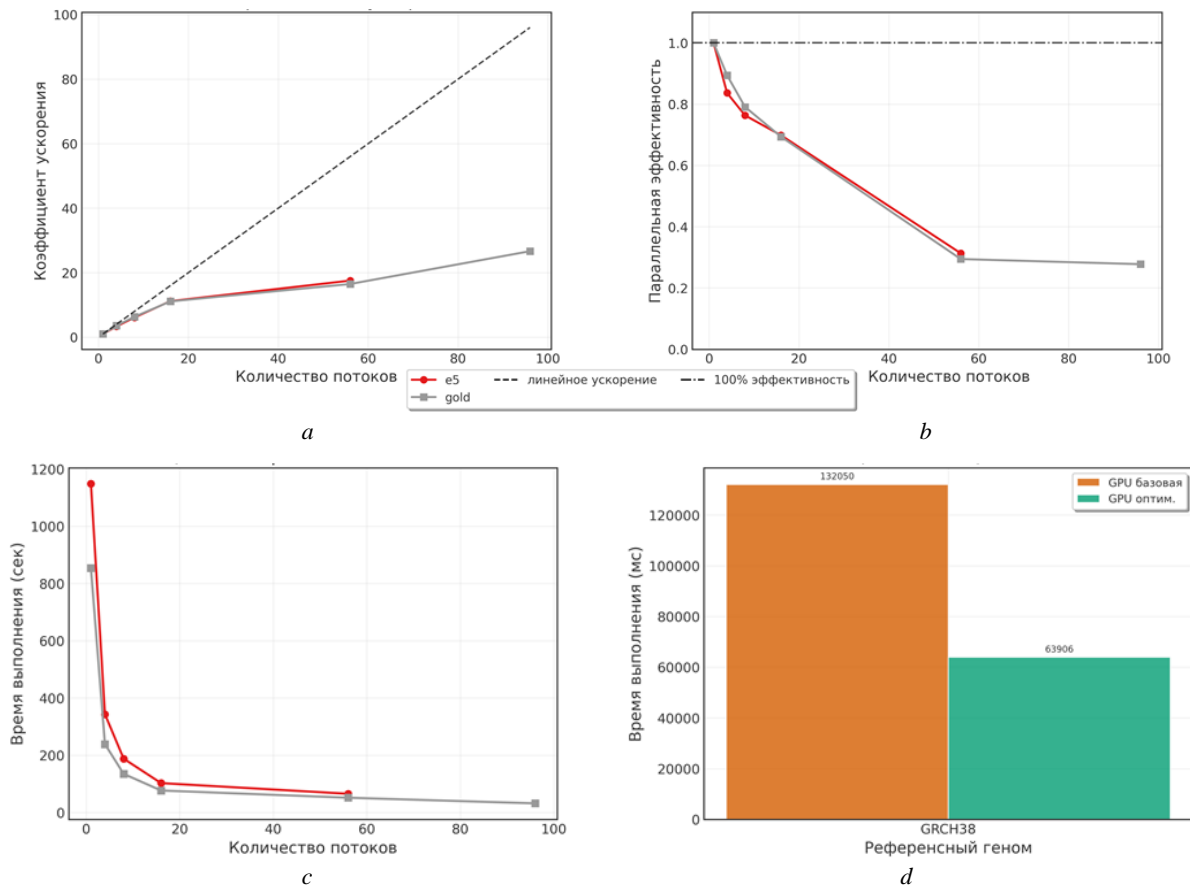 100
80
60
40
20
0
Коэффициент ускорения
0 20 40 60 80 100
Количество потоков
1.0
0.8
0.6
0.4
0.2
0.0
Параллельная эффективность
0 20 40 60 80 100
Количество потоков
e5
gold
линейное ускорение
100% эффективность
a
b
1200
1000
800
600
400
200
0
Время выполнения (сек)
0 20 40 60 80 100
Количество потоков
c
120000
100000
80000
60000
40000
20000
0
Время выполнения (мс)
132050
63906
GPU базовая
GPU оптим.
GRCH38
Референсный геном
d